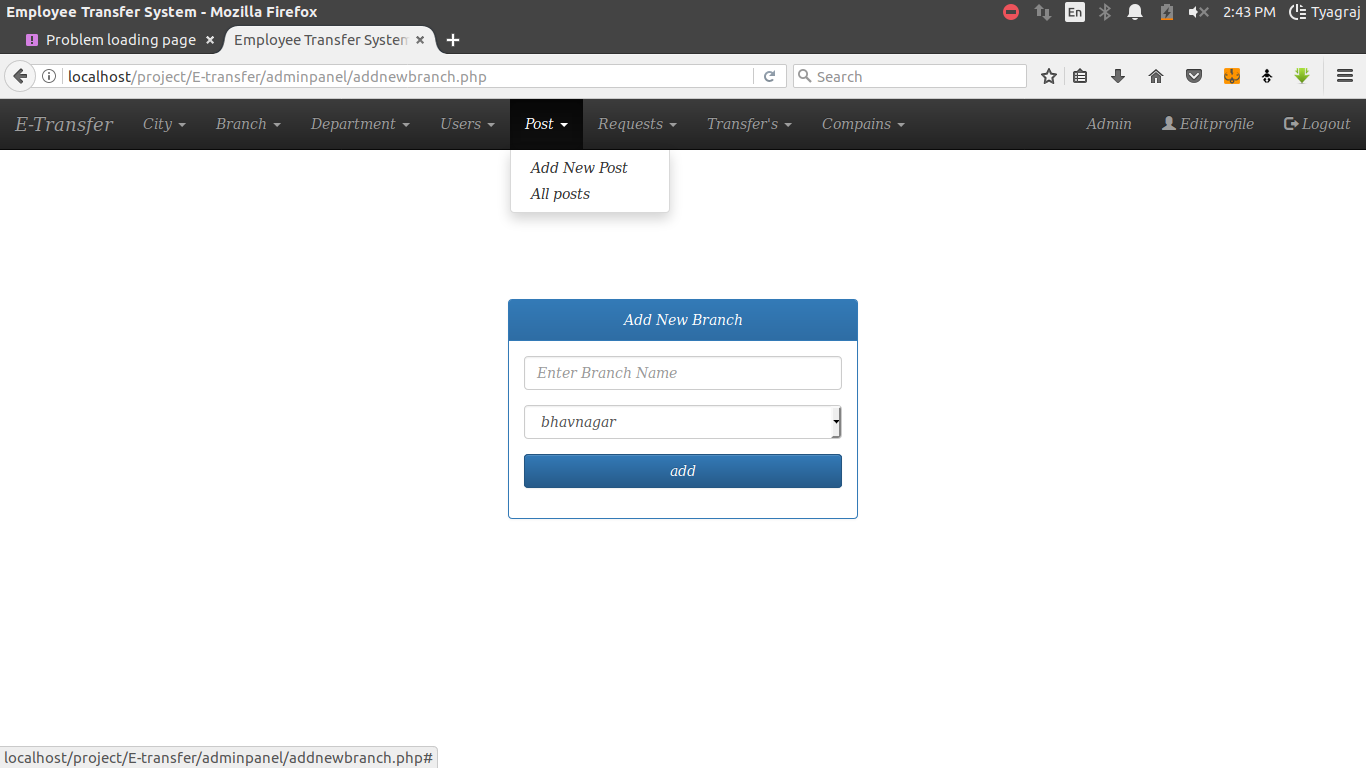 Employee Transfer System - Mozilla Firefox
En
2:43 PM
Tyagraj
Problem loading page
Employee Transfer System
localhost/project/E-transfer/adminpanel/addnewbranch.php
Search
E-Transfer
City
Branch
Department
Users
Post
Requests
Transfer's
Compains
Admin
Editprofile
Logout
Add New Post
All posts
Add New Branch
Enter Branch Name
bhavnagar
add
localhost/project/E-transfer/adminpanel/addnewbranch.php#